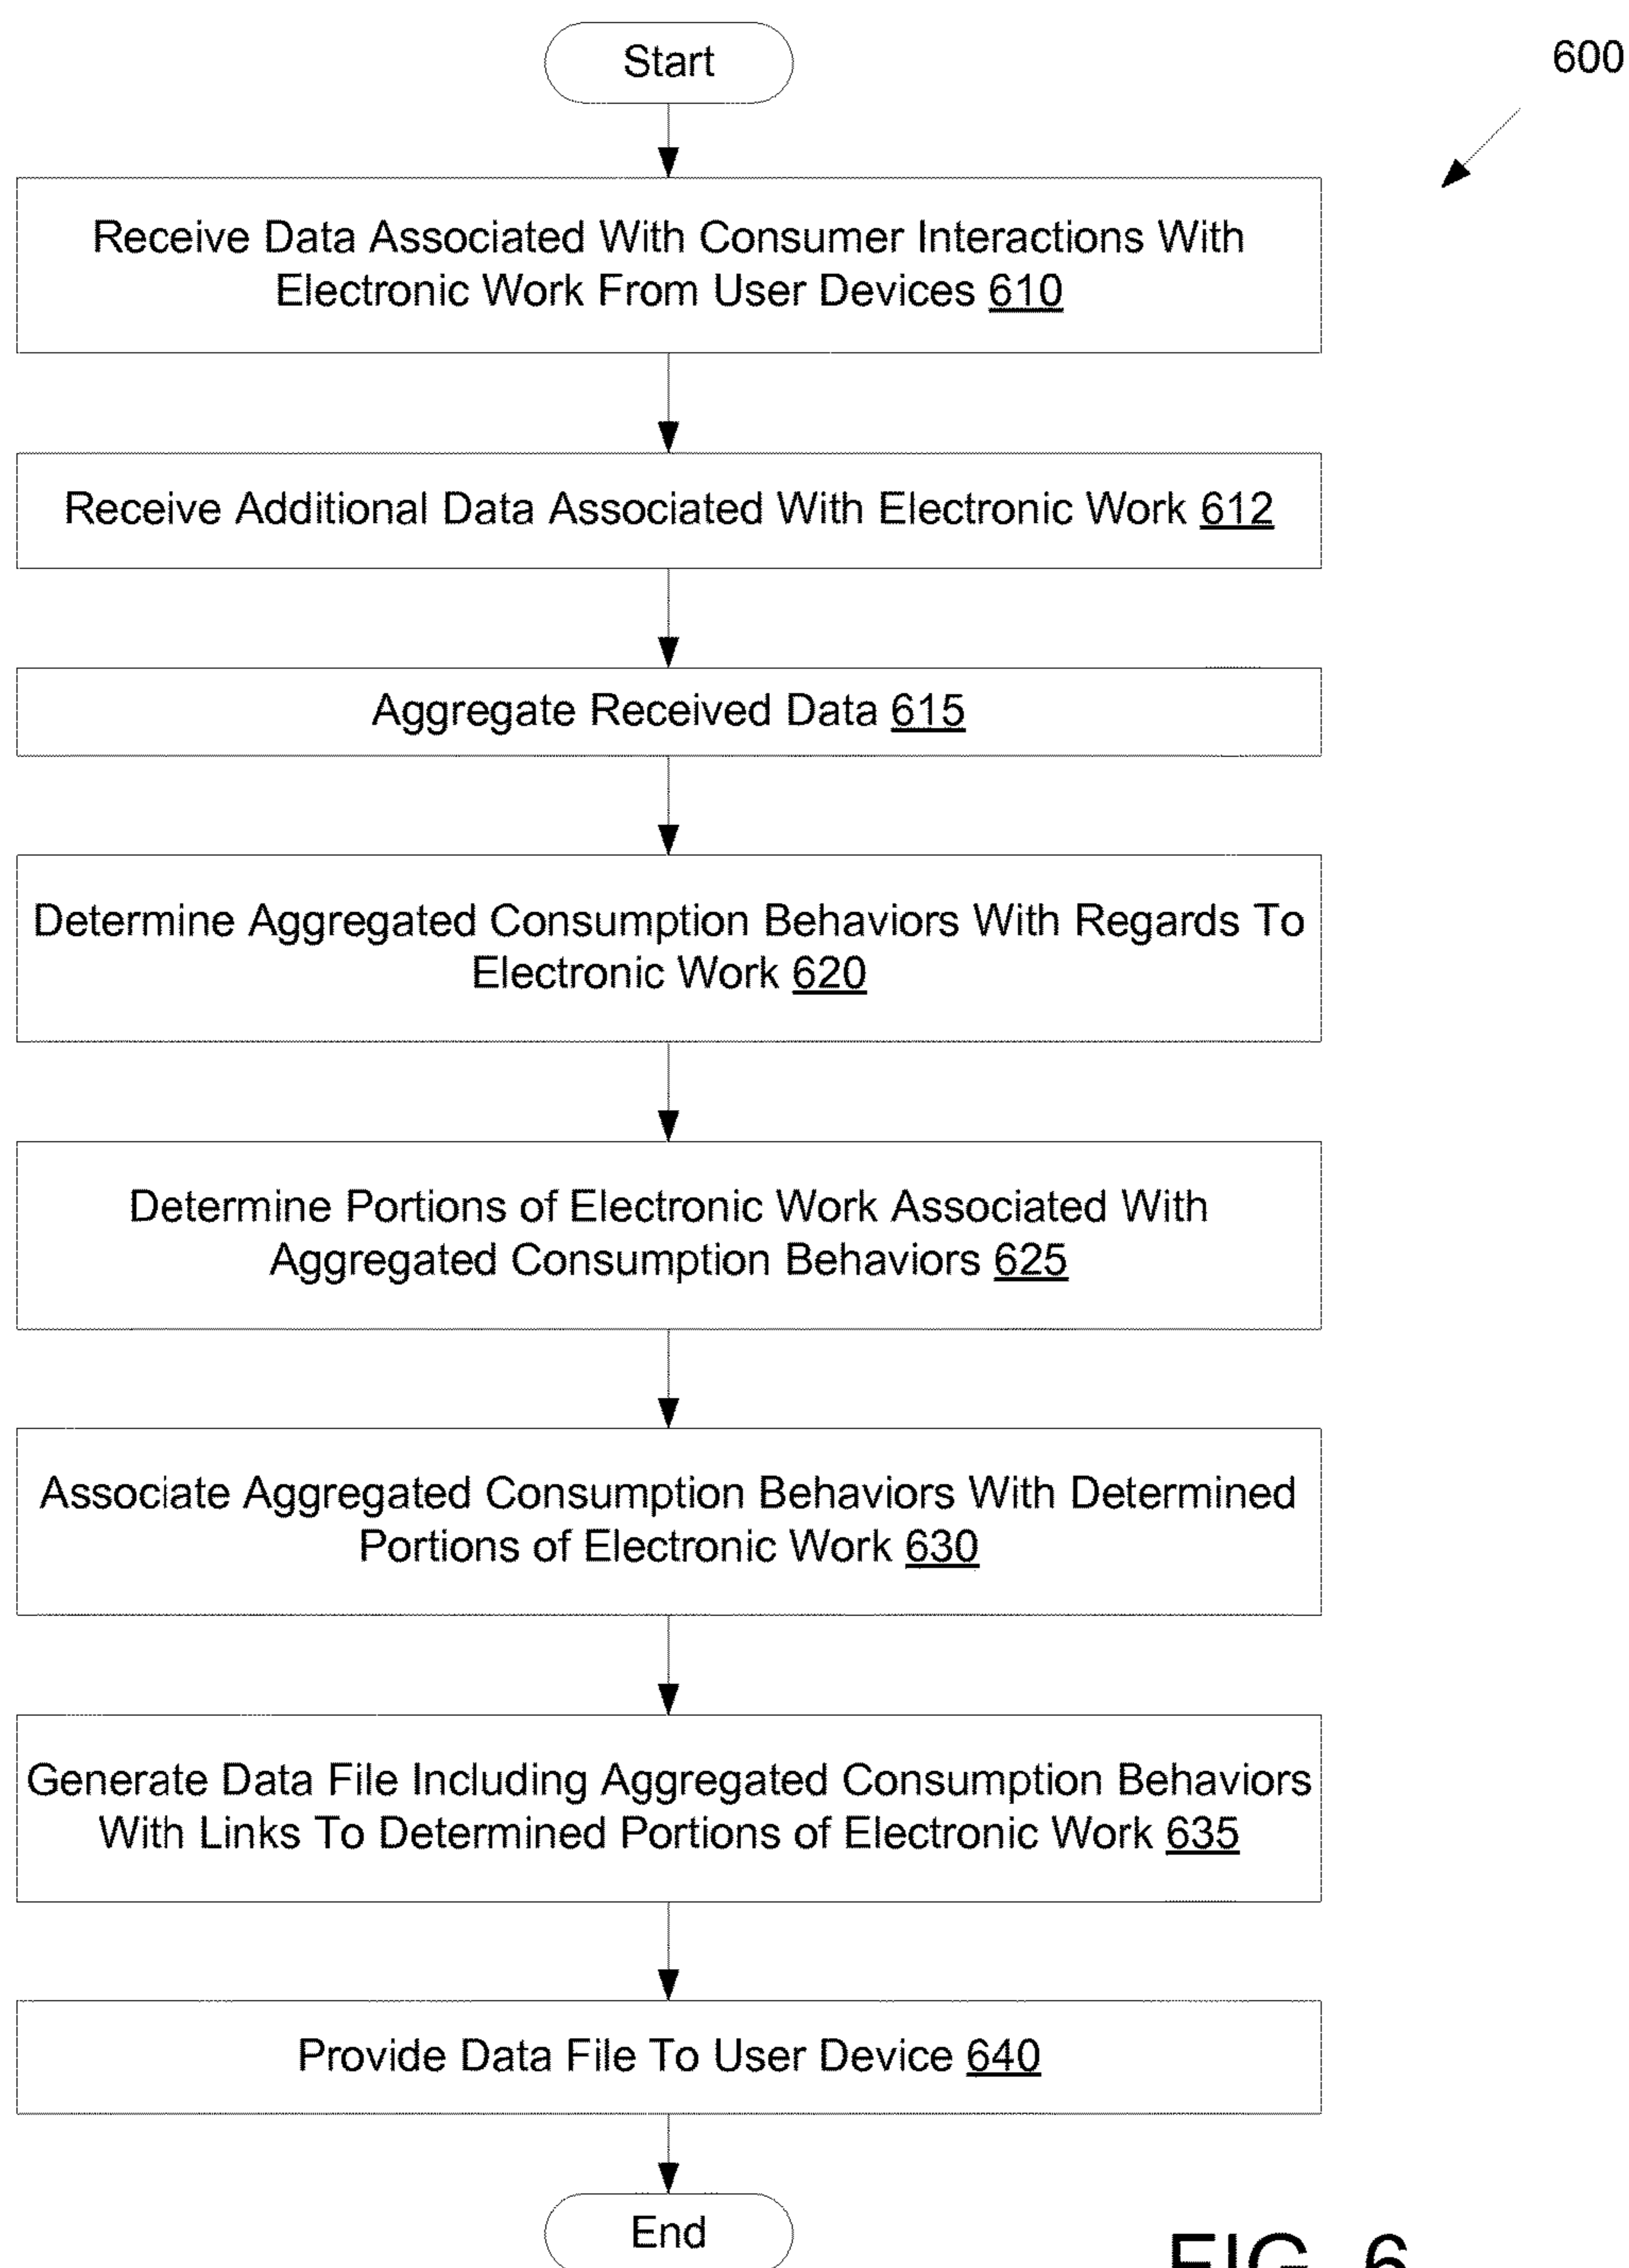 Start
600
Receive Data Associated With Consumer Interactions With
Electronic Work From User Devices 610
Receive Additional Data Associated With Electronic Work 612
Aggregate Received Data 615
Determine Aggregated Consumption Behaviors With Regards To
Electronic Work 620
Determine Portions of Electronic Work Associated With
Aggregated Consumption Behaviors 625
Associate Aggregated Consumption Behaviors With Determined
Portions of Electronic Work 630
Generate Data File Including Aggregated Consumption Behaviors
With Links To Determined Portions of Electronic Work 635
Provide Data File To User Device 640
End
FIG. 6